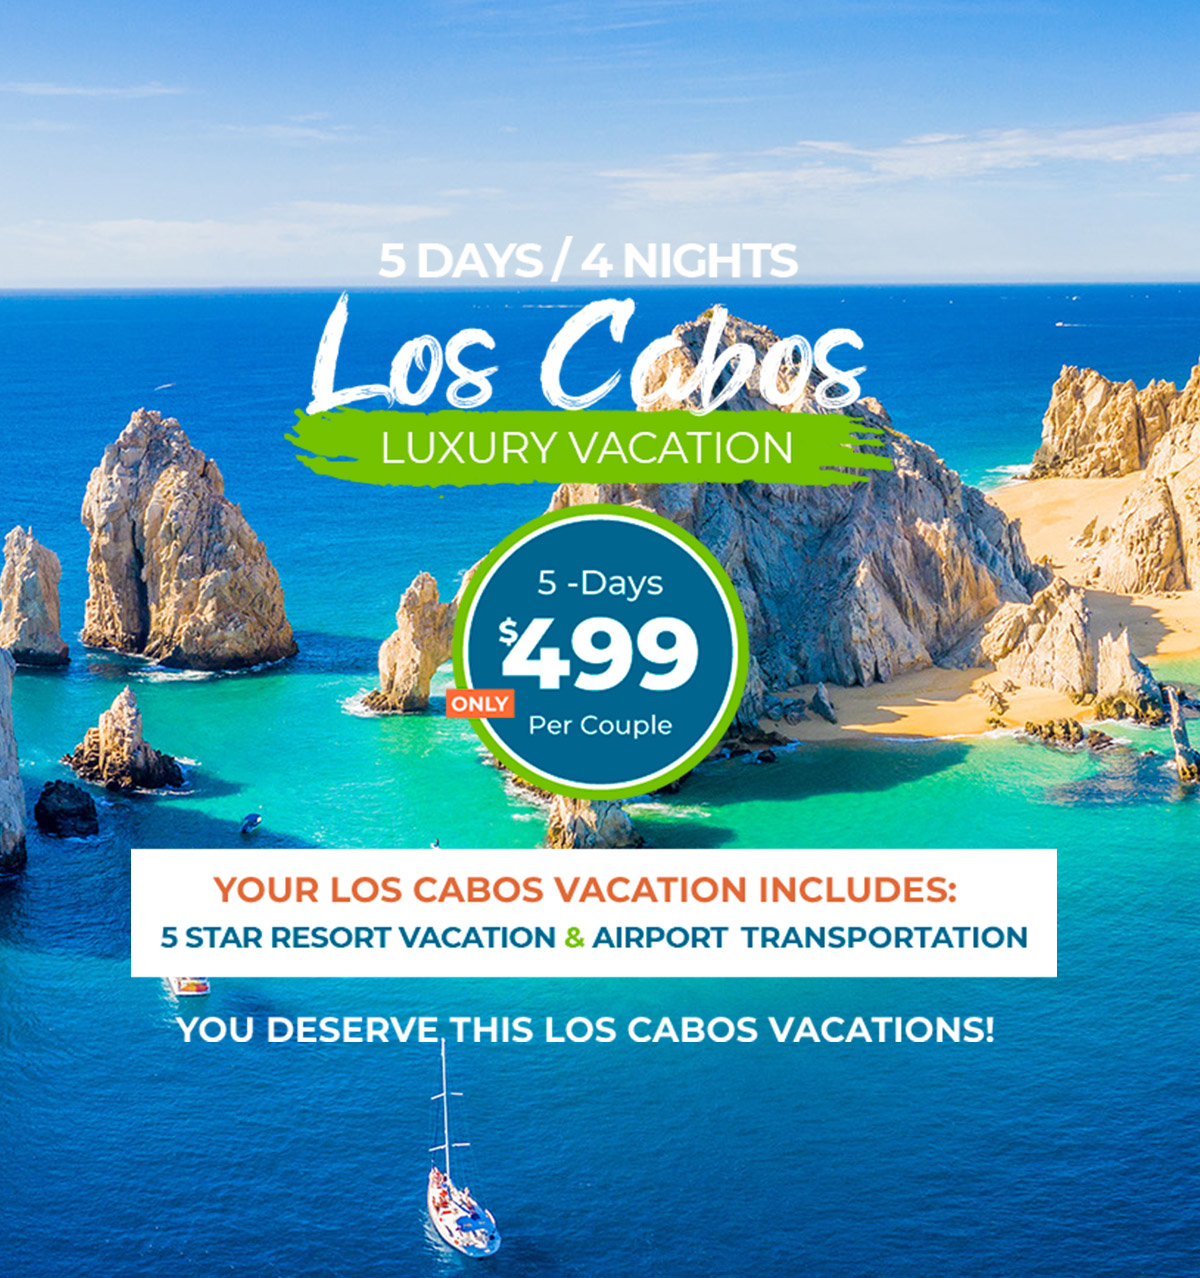 5 DAYS / 4 NIGHTS
Los Cabos
LUXURY VACATION
5 -Days
$499
ONLY
Per Couple
YOUR LOS CABOS VACATION INCLUDES:
5 STAR RESORT VACATION & AIRPORT TRANSPORTATION
YOU DESERVE THIS LOS CABOS VACATIONS!